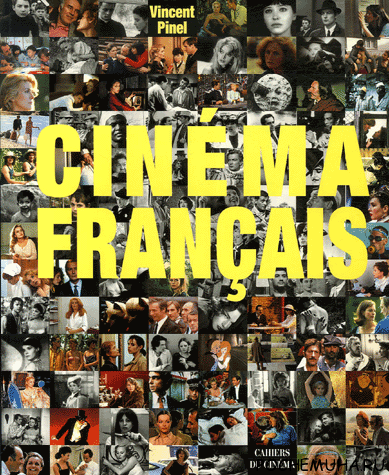 Vincent
Pinel
CINÉMA
FRANÇAIS
CAHIERS
DU CINÉMA